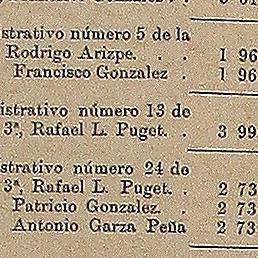 strativo número 5 de la
Rodrigo Arizpe. . . 1 96
Francisco Gonzalez . 1 96
istrativo número 13 de
3ª, Rafael L. Puget. . 3 99
strativo número 24 de
3ª, Rafael L. Puget. . 2 73
Patricio Gonzalez. . 2 73
Antonio Garza Peña 2 73